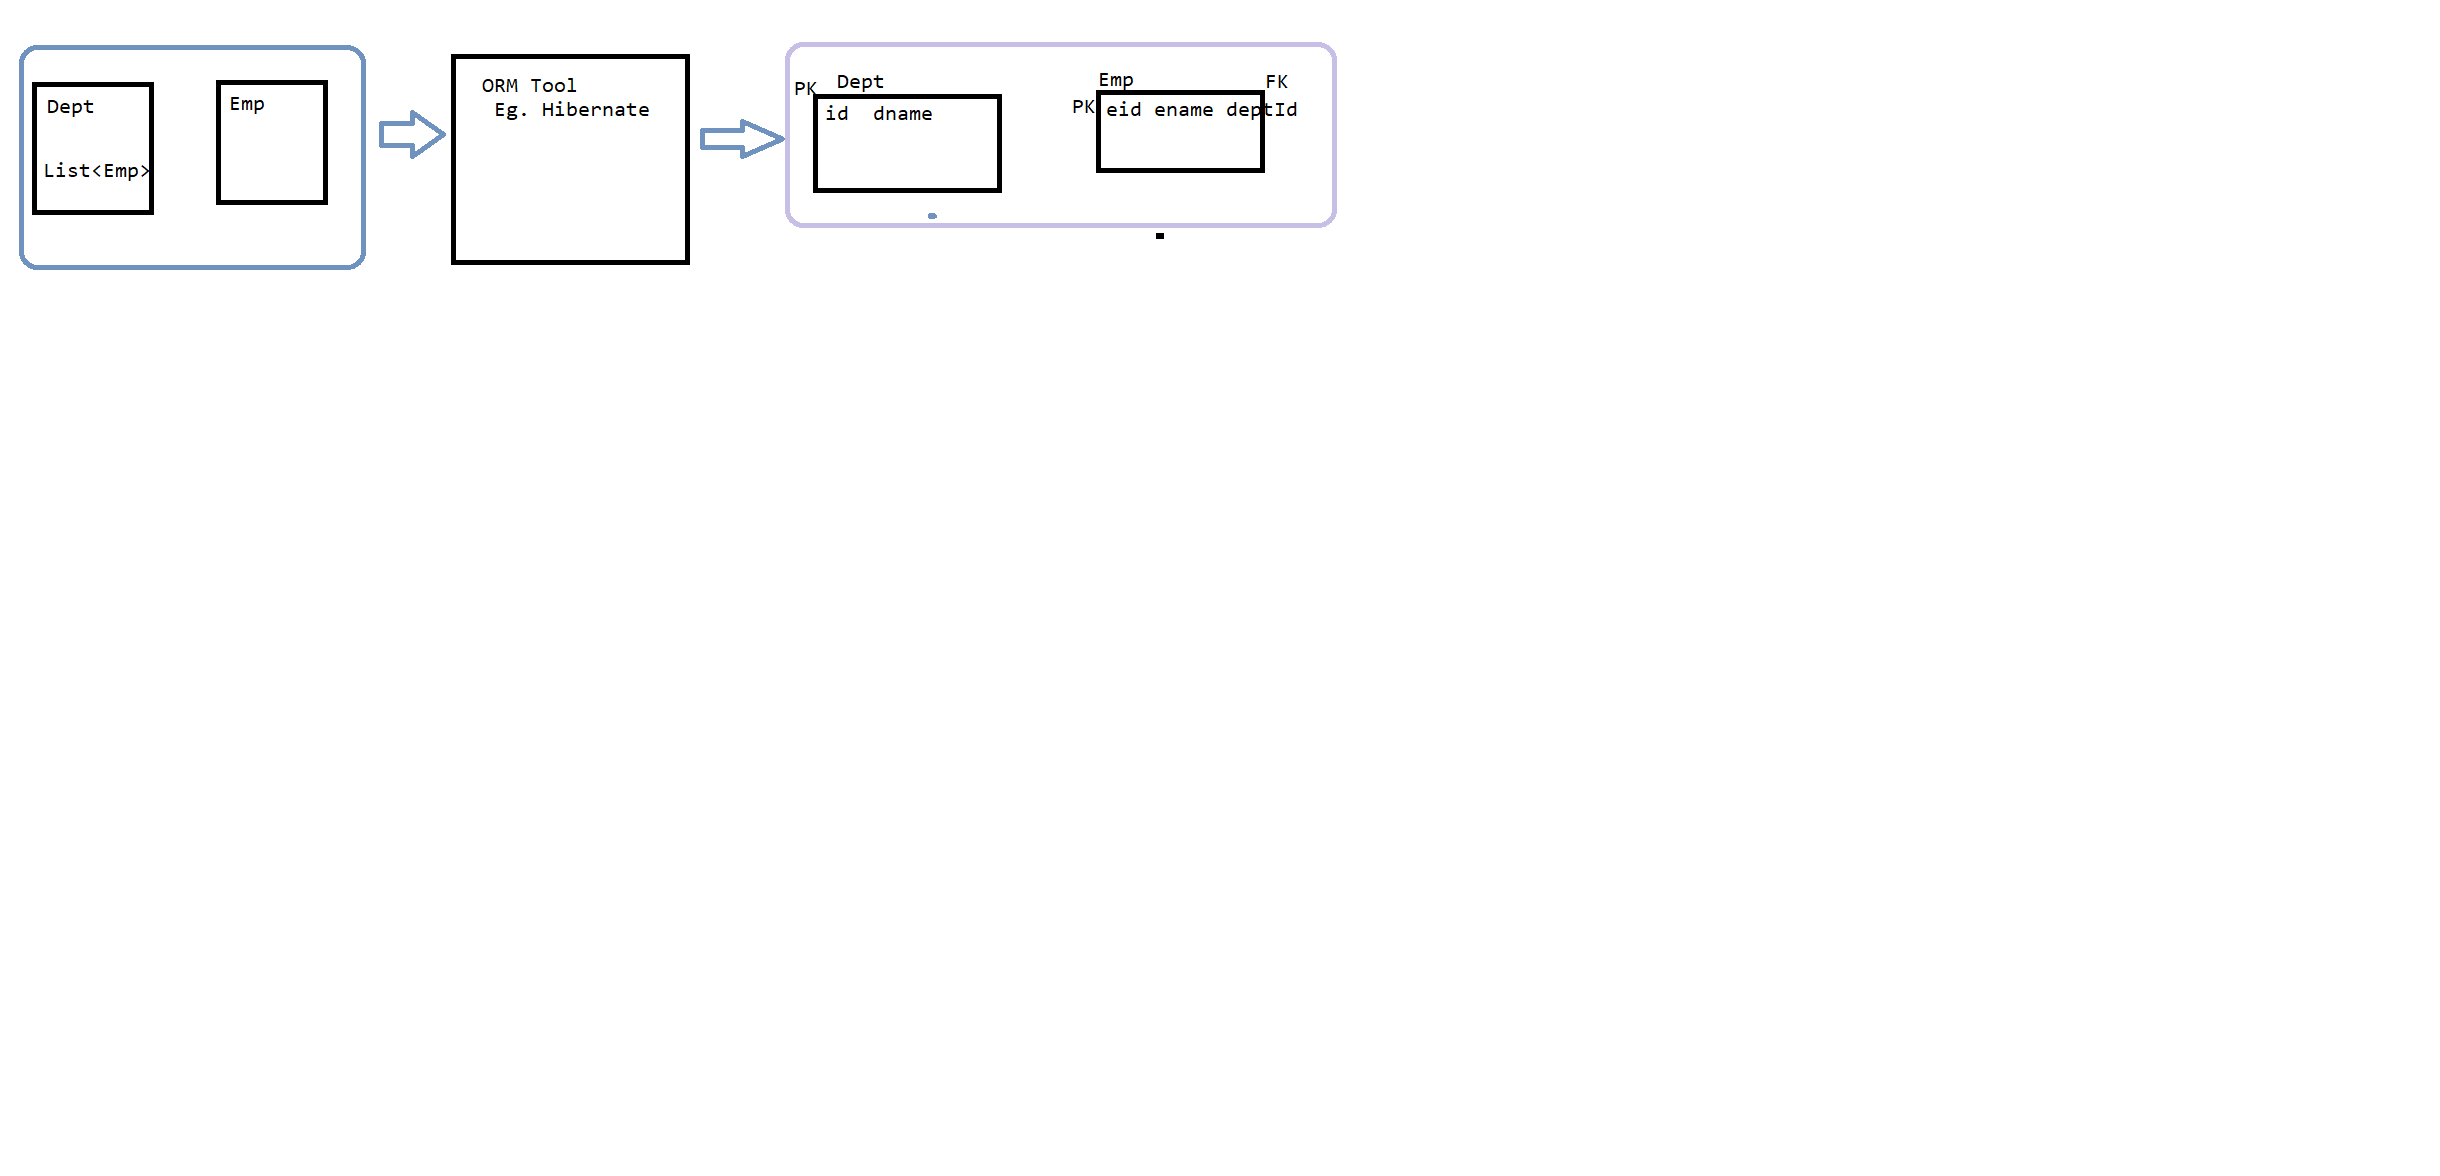 Dept
List<Emp>
Emp
ORM Tool
Eg. Hibernate
PK Dept
id dname
Emp FK
PK eid ename deptId